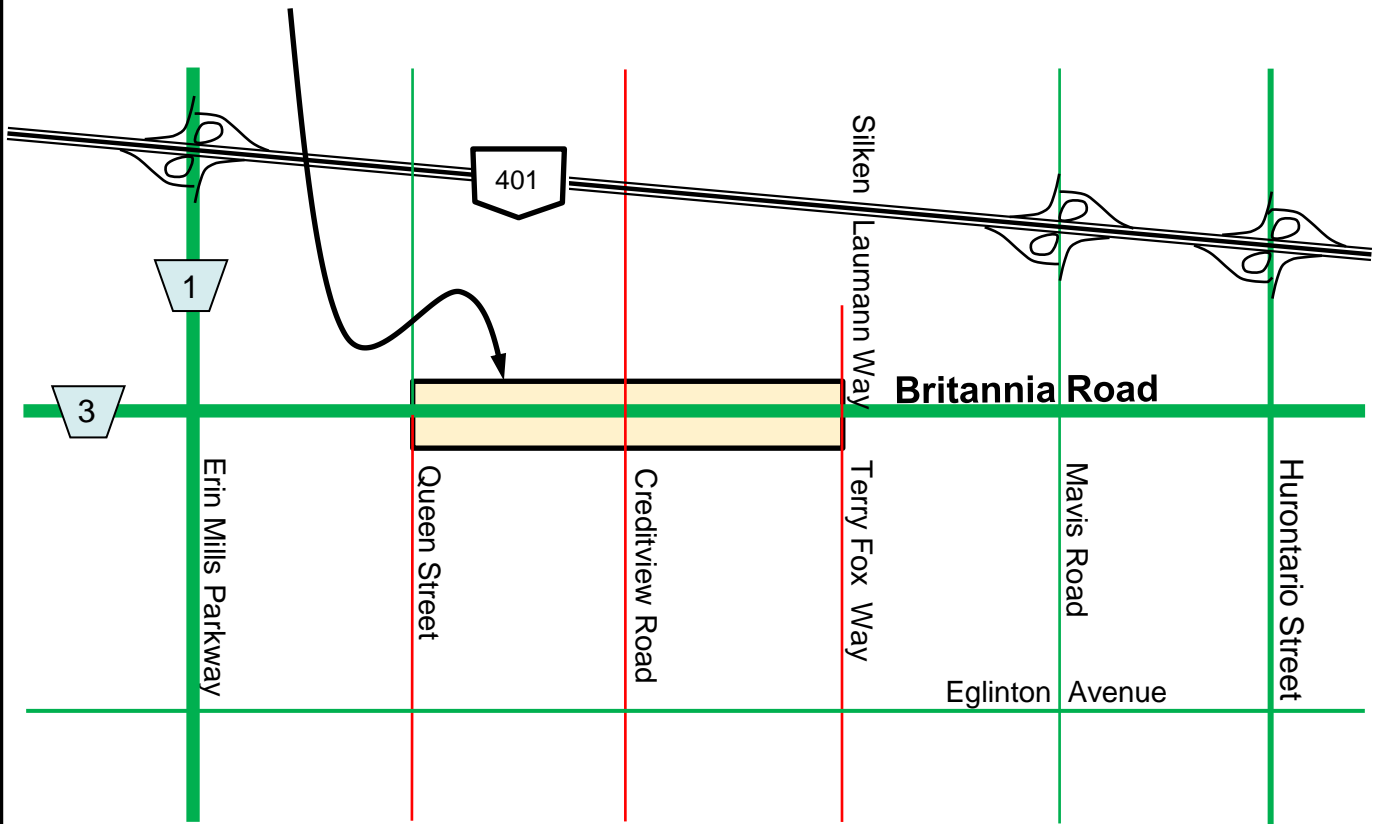 401
Silken Laumann Way
1
Britannia Road
3
Erin Mills Parkway
Queen Street
Creditview Road
Terry Fox Way
Mavis Road
Hurontario Street
Eglinton Avenue